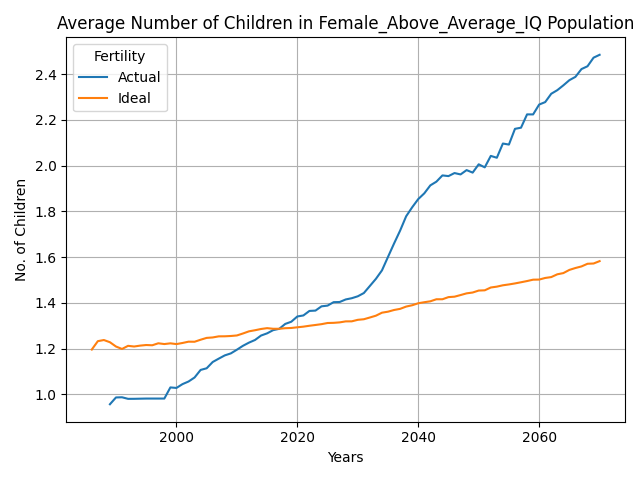 Average Number of Children in Female_Above_Average_IQ Population
Fertility
Actual
Ideal
2.4
2.2
2.0
1.8
1.6
1.4
1.2
1.0
No. of Children
2000
2020
2040
2060
Years